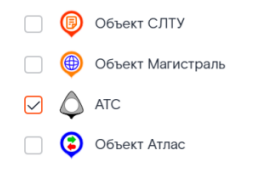 Объект СЛТУ
Объект Магистраль
АТС
Объект Атлас